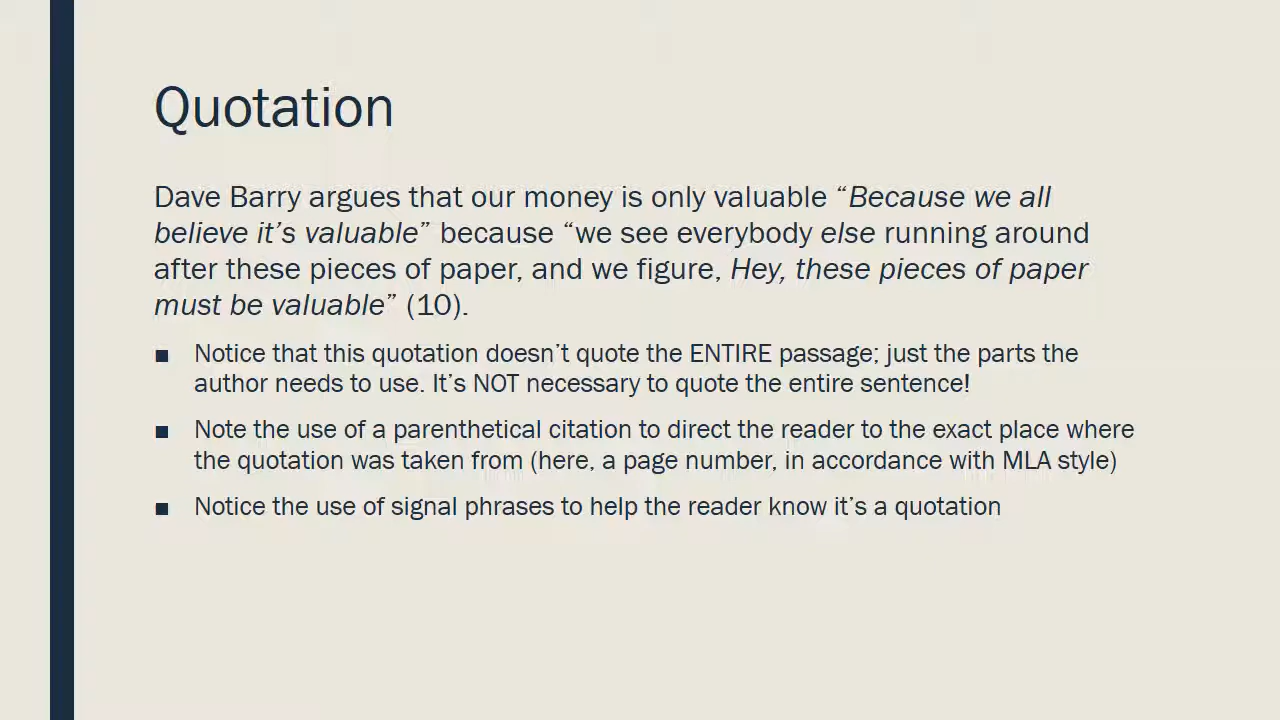 Quotation
Dave Barry argues that our money is only valuable “Because we all
believe it’s valuable” because “we see everybody else running around
after these pieces of paper, and we figure, Hey, these pieces of paper
must be valuable” (10).
■ Notice that this quotation doesn’t quote the ENTIRE passage; just the parts the
author needs to use. It’s NOT necessary to quote the entire sentence!
■ Note the use of a parenthetical citation to direct the reader to the exact place where
the quotation was taken from (here, a page number, in accordance with MLA style)
■ Notice the use of signal phrases to help the reader know it’s a quotation